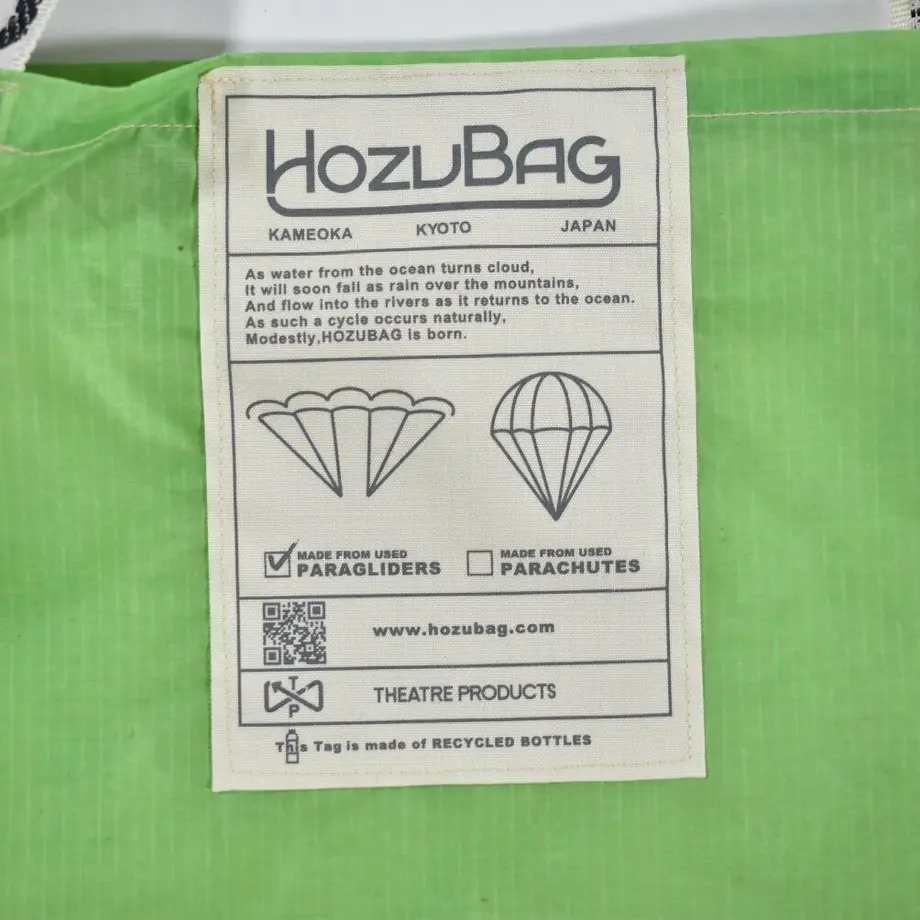 HOZUBAG
KAMEOKA KYOTO JAPAN
As water from the ocean turns cloud,
It will soon fall as rain over the mountains,
And flow into the rivers as it returns to the ocean.
As such a cycle occurs naturally,
Modestly,HOZUBAG is born.
MADE FROM USED
PARAGLIDERS
MADE FROM USED
PARACHUTES
www.hozubag.com
T P
THEATRE PRODUCTS
This Tag is made of RECYCLED BOTTLES